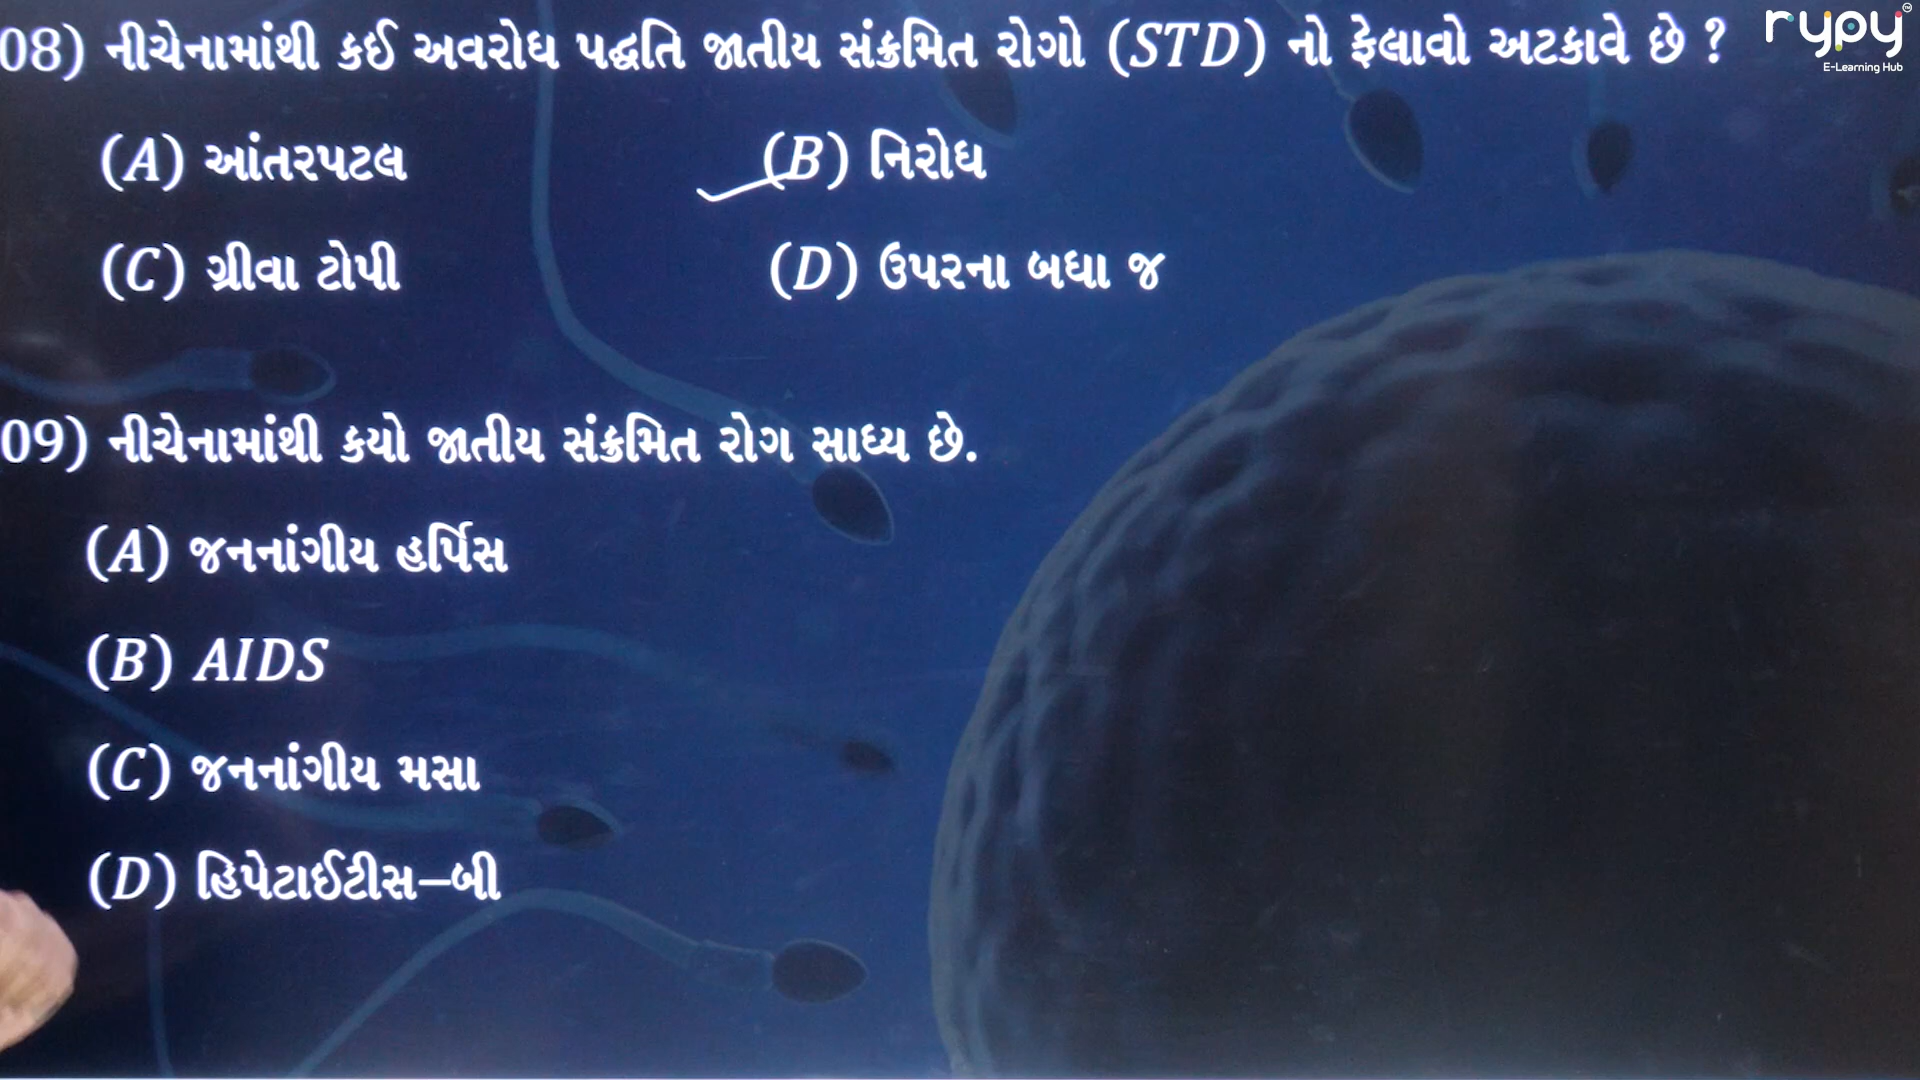 rypy™
E-Learning Hub
08) નીચેનામાંથી કઈ અવરોધ પદ્ધતિ જાતીય સંક્રમિત રોગો (STD) નો ફેલાવો અટકાવે છે ?
(A) આંતરપટલ (B) નિરોધ
(C) ગ્રીવા ટોપી (D) ઉપરના બધા જ
09) નીચેનામાંથી કયો જાતીય સંક્રમિત રોગ સાધ્ય છે.
(A) જનનાંગીય હર્પિસ
(B) AIDS
(C) જનનાંગીય મસા
(D) હિપેટાઈટીસ–બી